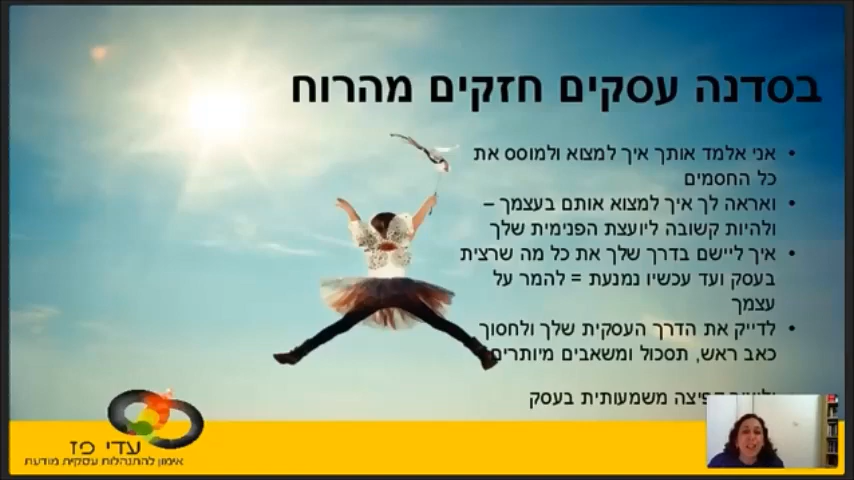 בסדנה עסקים חזקים מהרוח
• אני אלמד אותך איך למצוא ולמוסס את
כל החסמים
• ואראה לך איך למצוא אותם בעצמך –
ולהיות קשובה ליועצת הפנימית שלך
• איך ליישם בדרך שלך את כל מה שרצית
בעסק ועד עכשיו נמנעת = להמר על
עצמך
• לדייק את הדרך העסקית שלך ולחסוך
כאב ראש, תסכול ומשאבים מיותרים
משמעותית בעסק
עדי פז
אימון להתנהלות עסקית מודעת